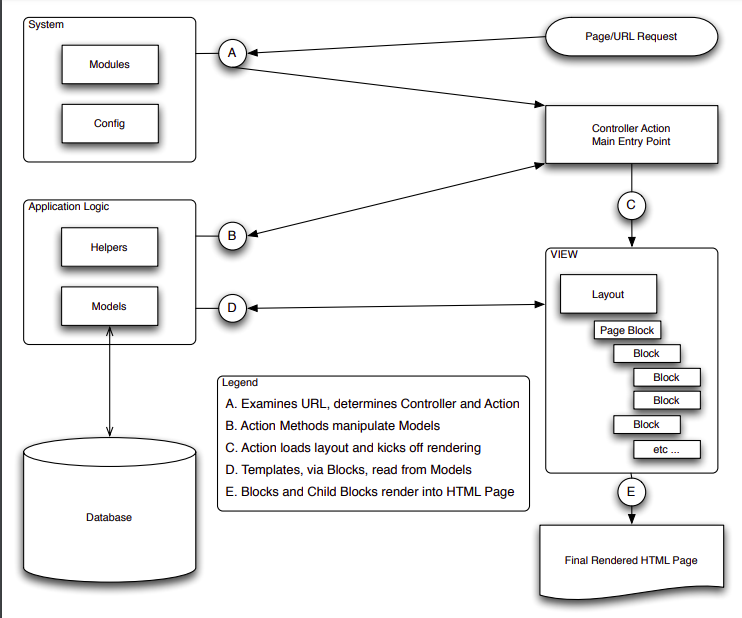 System
Modules
Config
A
Page/URL Request
Controller Action
Main Entry Point
Application Logic
Helpers
Models
B
C
D
VIEW
Layout
Page Block
Block
Block
Block
Block
etc ...
Legend
A. Examines URL, determines Controller and Action
B. Action Methods manipulate Models
C. Action loads layout and kicks off rendering
D. Templates, via Blocks, read from Models
E. Blocks and Child Blocks render into HTML Page
E
Database
Final Rendered HTML Page